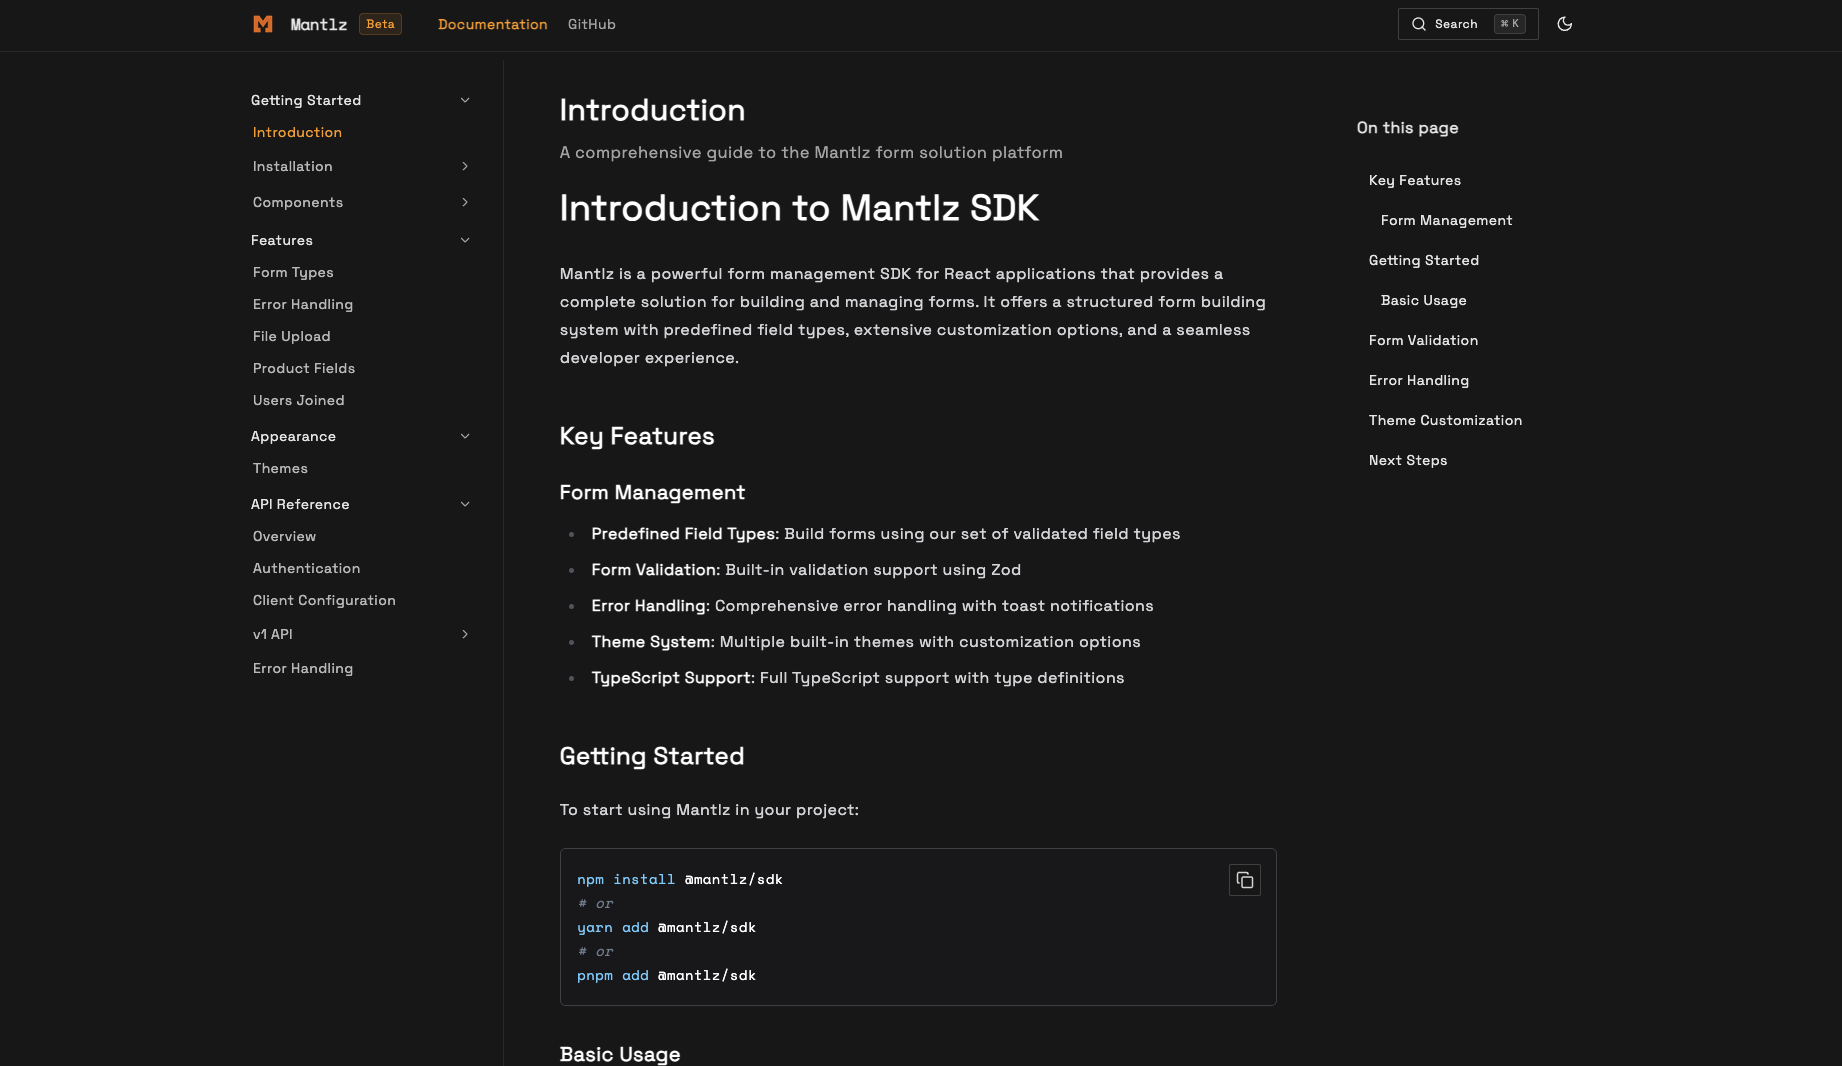 Mantlz Beta Documentation GitHub Search ⌘ K
Getting Started
Introduction
Installation
Components
Features
Form Types
Error Handling
File Upload
Product Fields
Users Joined
Appearance
Themes
API Reference
Overview
Authentication
Client Configuration
v1 API
Error Handling
Introduction
A comprehensive guide to the Mantlz form solution platform
Introduction to Mantlz SDK
Mantlz is a powerful form management SDK for React applications that provides a
complete solution for building and managing forms. It offers a structured form building
system with predefined field types, extensive customization options, and a seamless
developer experience.
Key Features
Form Management
Predefined Field Types: Build forms using our set of validated field types
Form Validation: Built-in validation support using Zod
Error Handling: Comprehensive error handling with toast notifications
Theme System: Multiple built-in themes with customization options
TypeScript Support: Full TypeScript support with type definitions
Getting Started
To start using Mantlz in your project:
npm install @mantlz/sdk
# or
yarn add @mantlz/sdk
# or
pnpm add @mantlz/sdk
Basic Usage
On this page
Key Features
Form Management
Getting Started
Basic Usage
Form Validation
Error Handling
Theme Customization
Next Steps